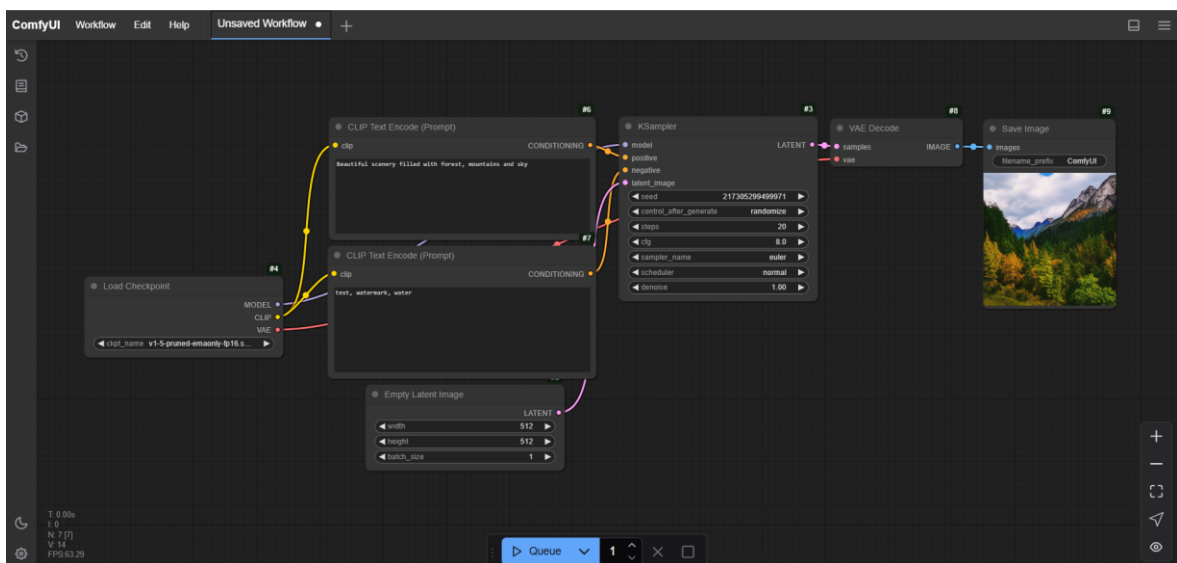 ComfyUI Workflow Edit Help Unsaved Workflow
#6
CLIP Text Encode (Prompt)
clip CONDITIONING
Beautiful scenery filled with forest, mountains and sky
#7
CLIP Text Encode (Prompt)
clip CONDITIONING
text, watermark, water
#4
Load Checkpoint
MODEL
CLIP
VAE
ckpt_name v1-5-pruned-emaonly-fp16.s...
Empty Latent Image
LATENT
width 512
height 512
batch_size 1
#3
KSampler
model LATENT
positive
negative
latent_image
seed 217305299499971
control_after_generate randomize
steps 20
cfg 8.0
sampler_name euler
scheduler normal
denoise 1.00
#8
VAE Decode
samples IMAGE
vae
#9
Save Image
images
filename_prefix ComfyUI
T: 0.00s
I: 0
N: 7 [7]
V: 14
FPS:63.29
Queue 1